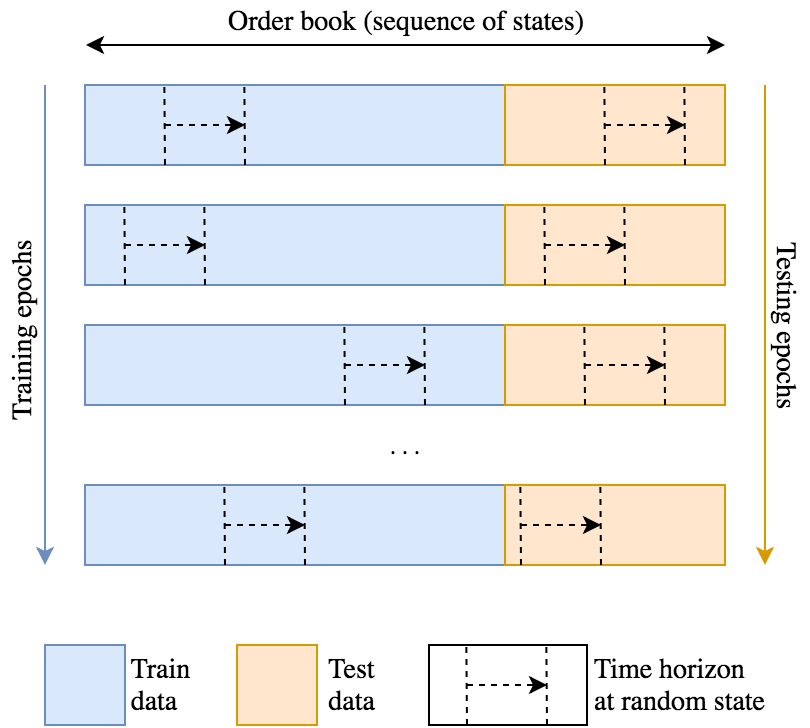 Order book (sequence of states)
Training epochs
Testing epochs
. . .
Train
data
Test
data
Time horizon
at random state